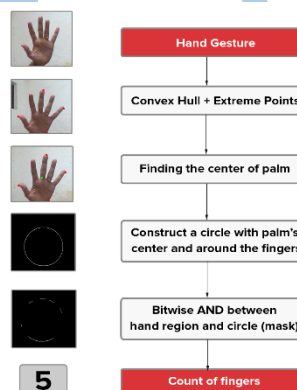 Hand Gesture
Convex Hull + Extreme Points
Finding the center of palm
Construct a circle with palm's
center and around the fingers
Bitwise AND between
hand region and circle (mask)
5
Count of fingers